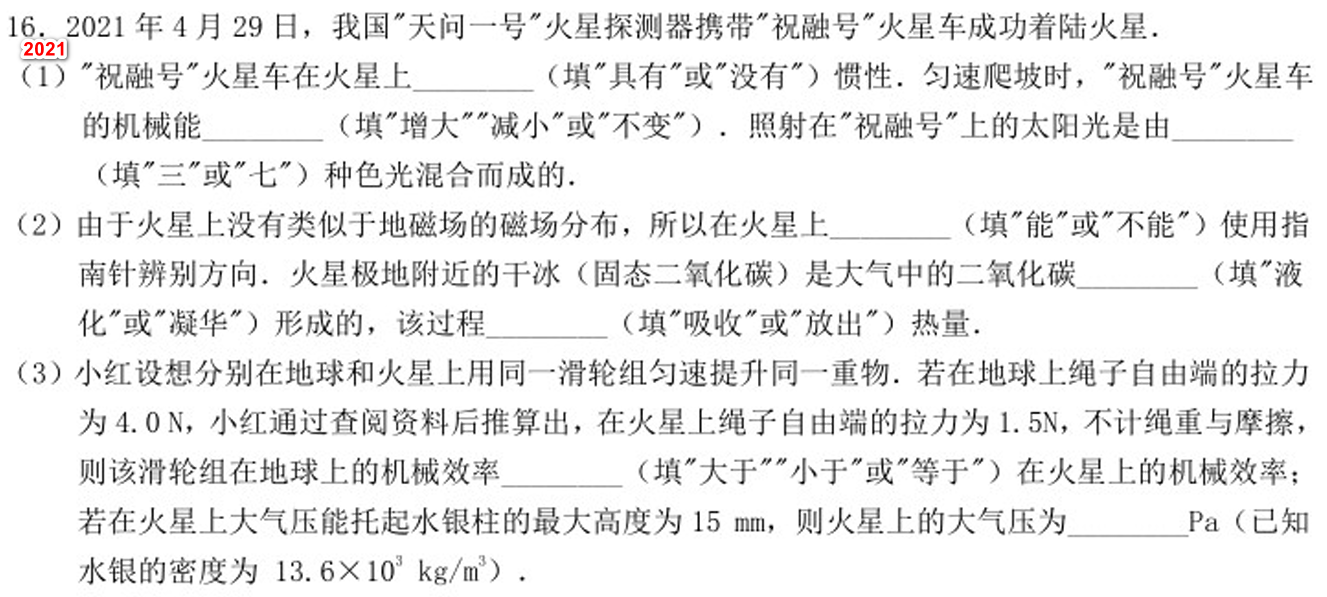 16. 2021 年 4 月 29 日，我国"天问一号"火星探测器携带"祝融号"火星车成功着陆火星.
2021
（1）"祝融号"火星车在火星上________（填"具有"或"没有"）惯性. 匀速爬坡时，"祝融号"火星车
的机械能________（填"增大""减小"或"不变"）. 照射在"祝融号"上的太阳光是由________
（填"三"或"七"）种色光混合而成的.
（2）由于火星上没有类似于地磁场的磁场分布，所以在火星上________（填"能"或"不能"）使用指
南针辨别方向. 火星极地附近的干冰（固态二氧化碳）是大气中的二氧化碳________（填"液
化"或"凝华"）形成的，该过程________（填"吸收"或"放出"）热量.
（3）小红设想分别在地球和火星上用同一滑轮组匀速提升同一重物. 若在地球上绳子自由端的拉力
为 4.0 N，小红通过查阅资料后推算出，在火星上绳子自由端的拉力为 1.5N，不计绳重与摩擦，
则该滑轮组在地球上的机械效率________（填"大于""小于"或"等于"）在火星上的机械效率；
若在火星上大气压能托起水银柱的最大高度为 15 mm，则火星上的大气压为________Pa（已知
水银的密度为 13.6×10³ kg/m³）.